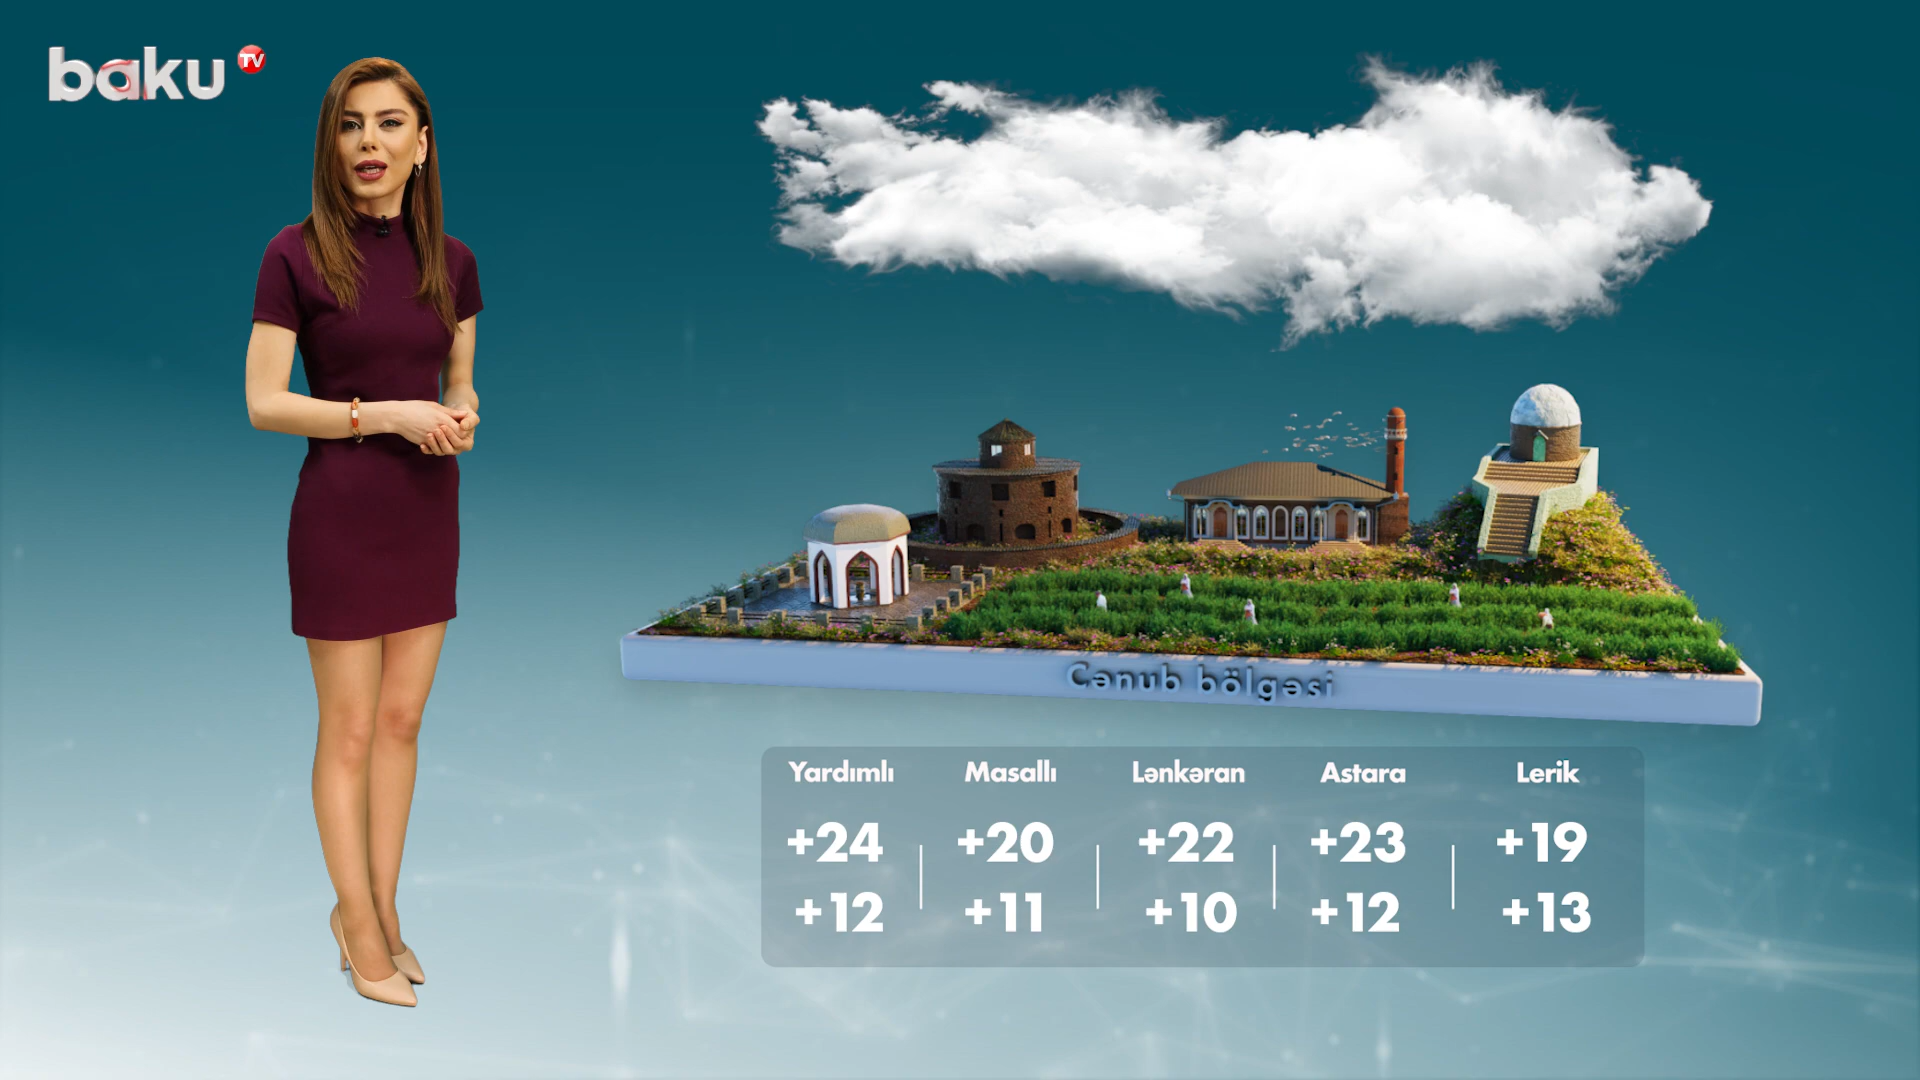 baku TV
Cənub bölgəsi
Yardımlı Masallı Lənkəran Astara Lerik
+24 +20 +22 +23 +19
+12 +11 +10 +12 +13